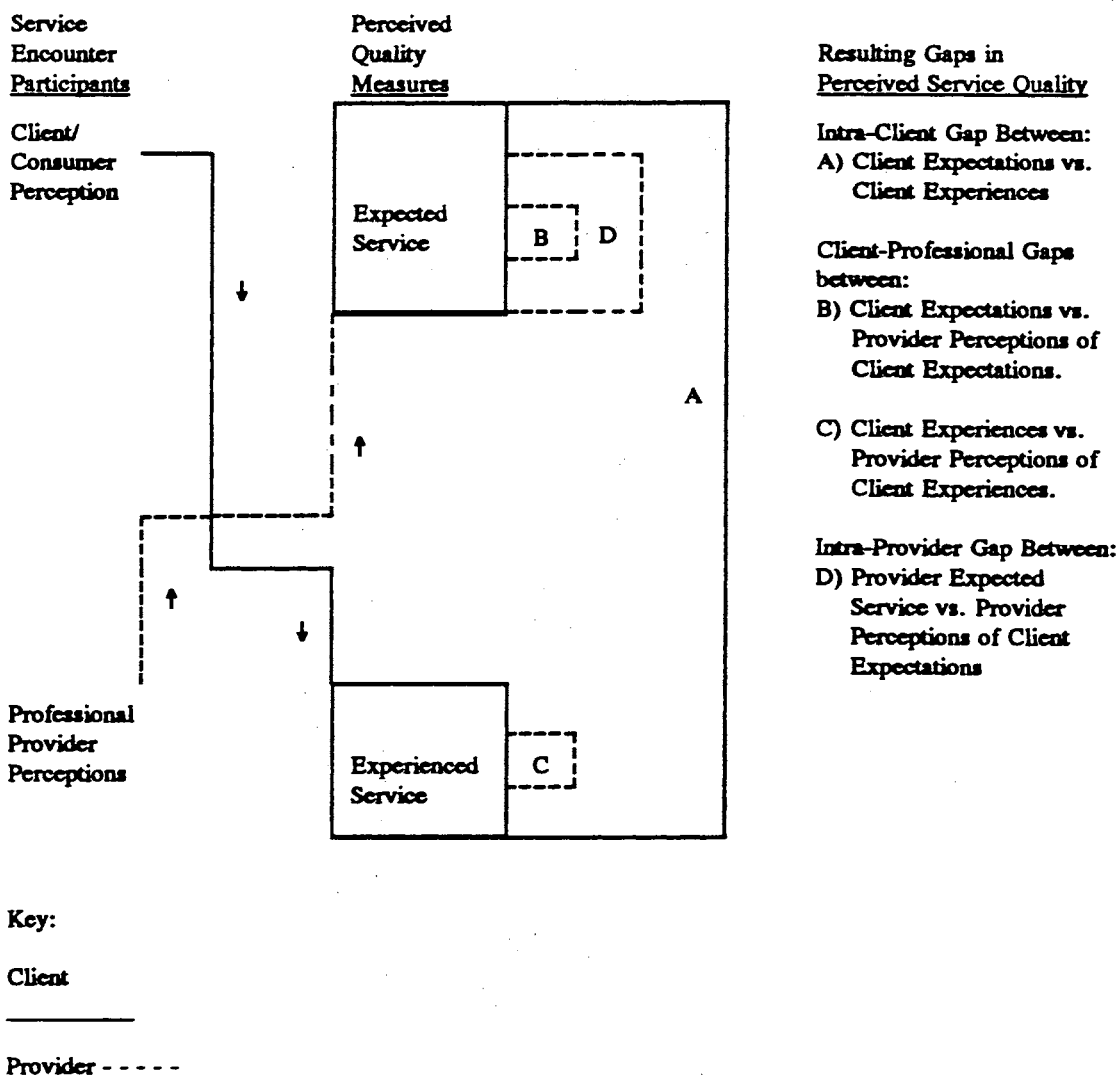 Service
Encounter
Participants
Perceived
Quality
Measures
Resulting Gaps in
Perceived Service Quality
Client/
Consumer
Perception
Expected
Service
B
D
A
Intra-Client Gap Between:
A) Client Expectations vs.
Client Experiences
Client-Professional Gaps
between:
B) Client Expectations vs.
Provider Perceptions of
Client Expectations.
C) Client Experiences vs.
Provider Perceptions of
Client Experiences.
Intra-Provider Gap Between:
D) Provider Expected
Service vs. Provider
Perceptions of Client
Expectations
Professional
Provider
Perceptions
Experienced
Service
C
Key:
Client
Provider - - - - -